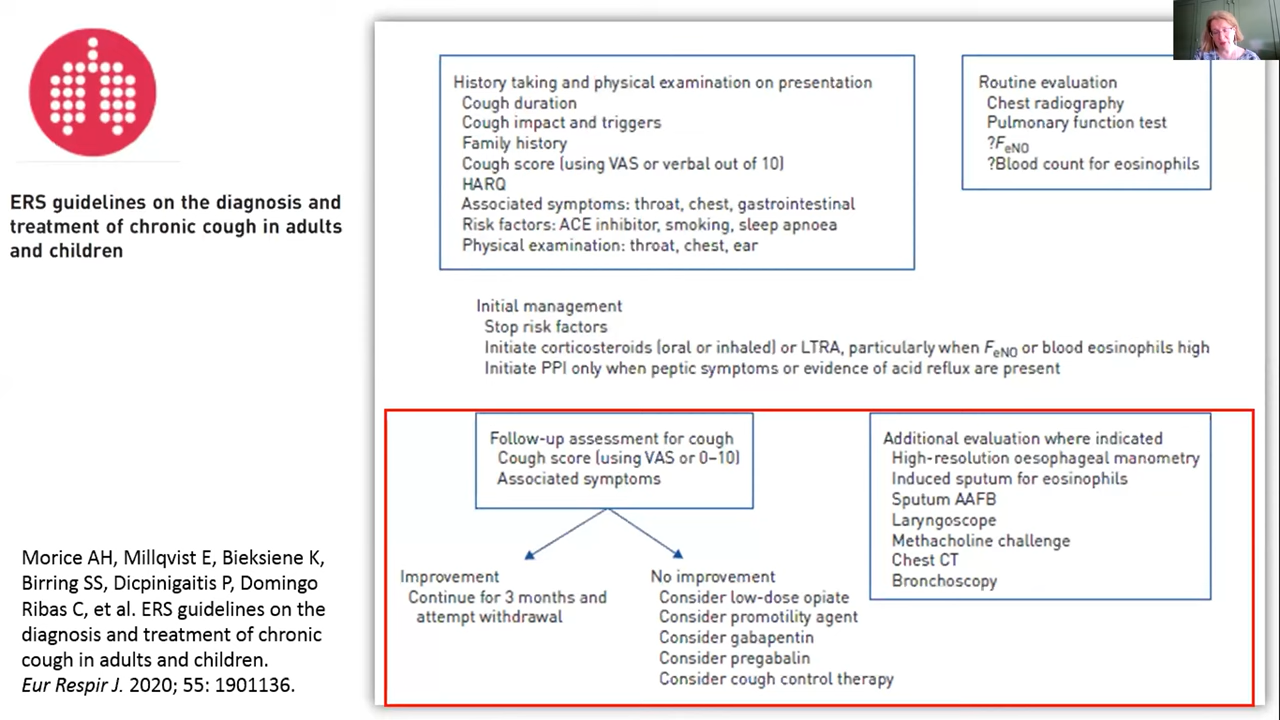 ERS guidelines on the diagnosis and
treatment of chronic cough in adults
and children
Morice AH, Millqvist E, Bieksiene K,
Birring SS, Dicpinigaitis P, Domingo
Ribas C, et al. ERS guidelines on the
diagnosis and treatment of chronic
cough in adults and children.
Eur Respir J. 2020; 55: 1901136.
History taking and physical examination on presentation
Cough duration
Cough impact and triggers
Family history
Cough score (using VAS or verbal out of 10)
HARQ
Associated symptoms: throat, chest, gastrointestinal
Risk factors: ACE inhibitor, smoking, sleep apnoea
Physical examination: throat, chest, ear
Routine evaluation
Chest radiography
Pulmonary function test
?FeNO
?Blood count for eosinophils
Initial management
Stop risk factors
Initiate corticosteroids (oral or inhaled) or LTRA, particularly when FeNO or blood eosinophils high
Initiate PPI only when peptic symptoms or evidence of acid reflux are present
Follow-up assessment for cough
Cough score (using VAS or 0–10)
Associated symptoms
Additional evaluation where indicated
High-resolution oesophageal manometry
Induced sputum for eosinophils
Sputum AAFB
Laryngoscope
Methacholine challenge
Chest CT
Bronchoscopy
Improvement
Continue for 3 months and
attempt withdrawal
No improvement
Consider low-dose opiate
Consider promotility agent
Consider gabapentin
Consider pregabalin
Consider cough control therapy